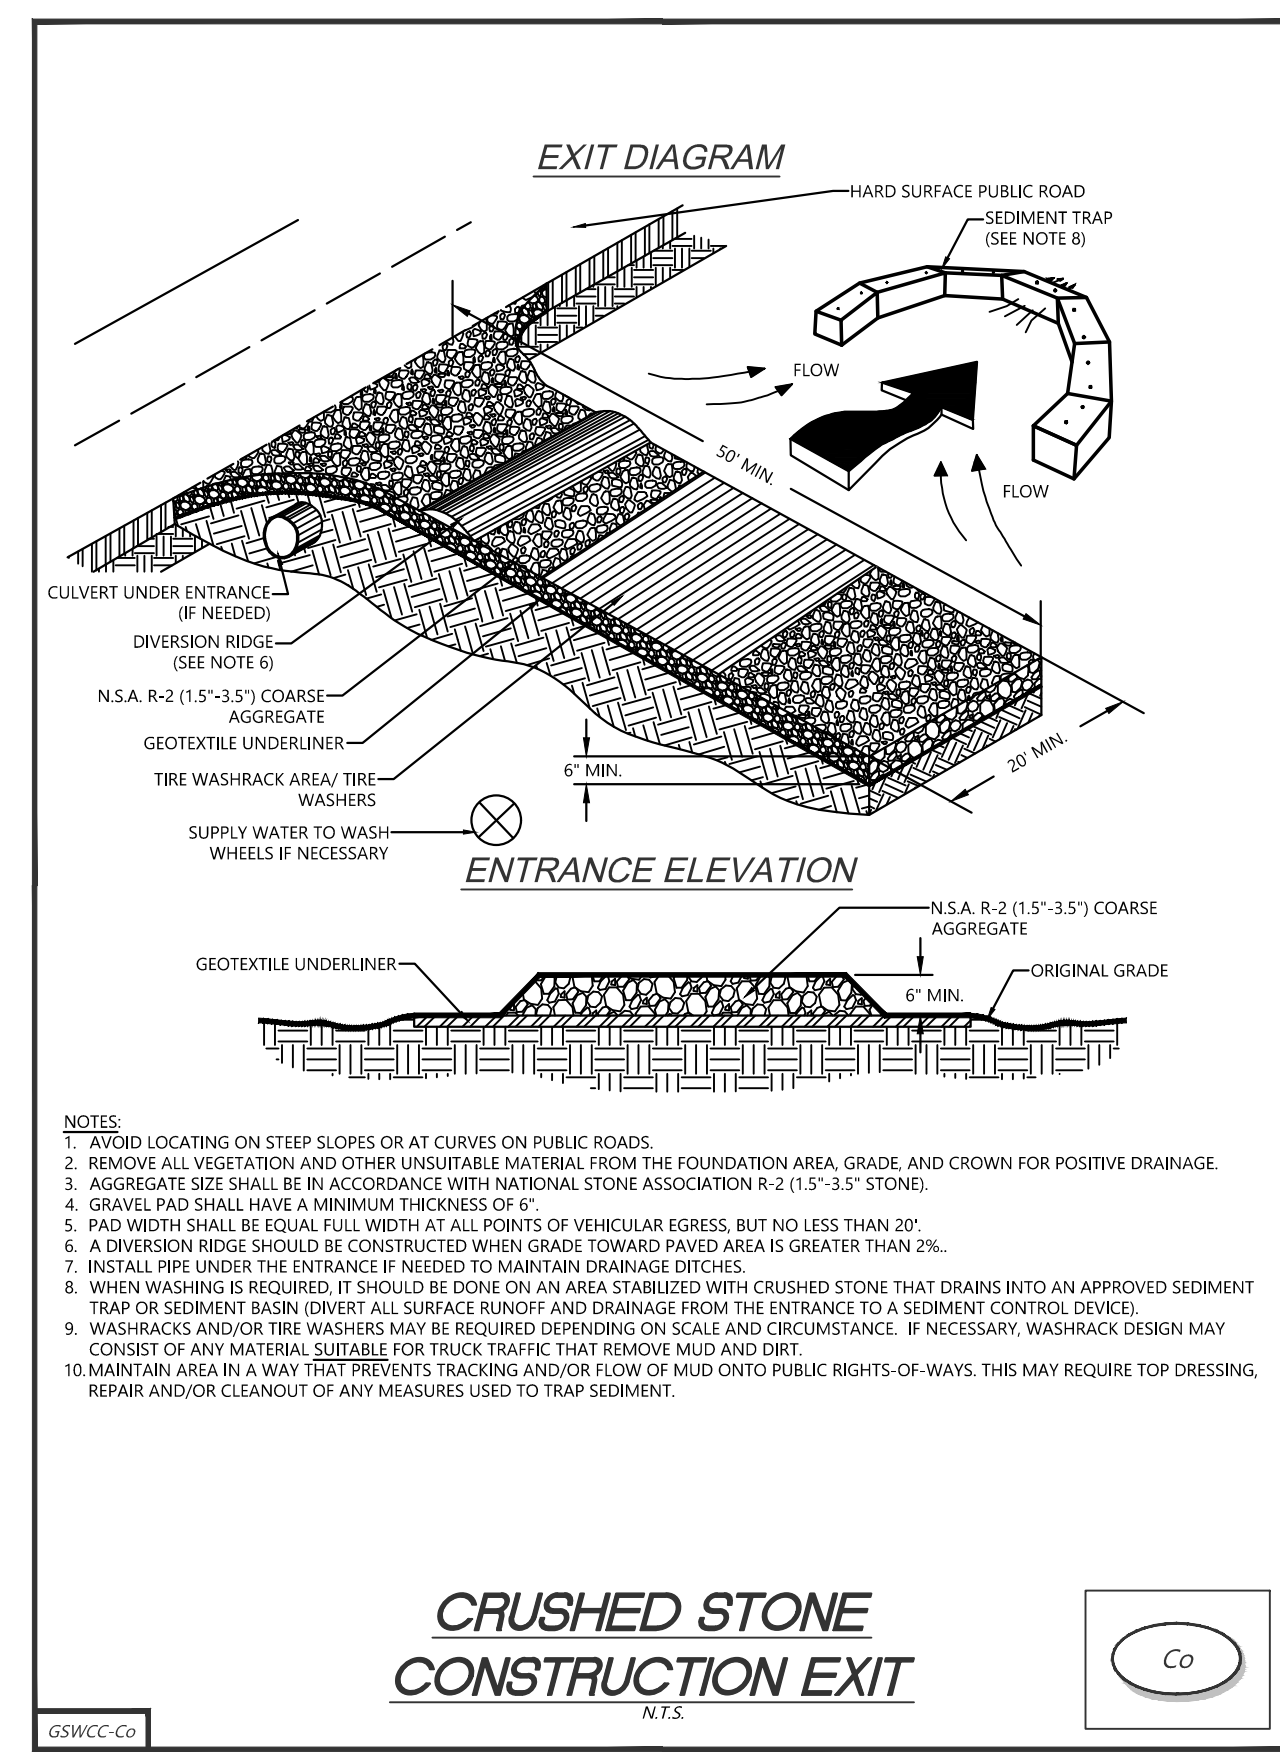 EXIT DIAGRAM
HARD SURFACE PUBLIC ROAD
SEDIMENT TRAP
(SEE NOTE 8)
FLOW
50' MIN.
FLOW
CULVERT UNDER ENTRANCE
(IF NEEDED)
DIVERSION RIDGE
(SEE NOTE 6)
N.S.A. R-2 (1.5"-3.5") COARSE
AGGREGATE
GEOTEXTILE UNDERLINER
TIRE WASHRACK AREA/ TIRE
WASHERS
6" MIN.
20' MIN.
SUPPLY WATER TO WASH
WHEELS IF NECESSARY
ENTRANCE ELEVATION
N.S.A. R-2 (1.5"-3.5") COARSE
AGGREGATE
GEOTEXTILE UNDERLINER
ORIGINAL GRADE
6" MIN.
NOTES:
1. AVOID LOCATING ON STEEP SLOPES OR AT CURVES ON PUBLIC ROADS.
2. REMOVE ALL VEGETATION AND OTHER UNSUITABLE MATERIAL FROM THE FOUNDATION AREA, GRADE, AND CROWN FOR POSITIVE DRAINAGE.
3. AGGREGATE SIZE SHALL BE IN ACCORDANCE WITH NATIONAL STONE ASSOCIATION R-2 (1.5"-3.5" STONE).
4. GRAVEL PAD SHALL HAVE A MINIMUM THICKNESS OF 6".
5. PAD WIDTH SHALL BE EQUAL FULL WIDTH AT ALL POINTS OF VEHICULAR EGRESS, BUT NO LESS THAN 20'.
6. A DIVERSION RIDGE SHOULD BE CONSTRUCTED WHEN GRADE TOWARD PAVED AREA IS GREATER THAN 2%..
7. INSTALL PIPE UNDER THE ENTRANCE IF NEEDED TO MAINTAIN DRAINAGE DITCHES.
8. WHEN WASHING IS REQUIRED, IT SHOULD BE DONE ON AN AREA STABILIZED WITH CRUSHED STONE THAT DRAINS INTO AN APPROVED SEDIMENT
TRAP OR SEDIMENT BASIN (DIVERT ALL SURFACE RUNOFF AND DRAINAGE FROM THE ENTRANCE TO A SEDIMENT CONTROL DEVICE).
9. WASHRACKS AND/OR TIRE WASHERS MAY BE REQUIRED DEPENDING ON SCALE AND CIRCUMSTANCE. IF NECESSARY, WASHRACK DESIGN MAY
CONSIST OF ANY MATERIAL SUITABLE FOR TRUCK TRAFFIC THAT REMOVE MUD AND DIRT.
10. MAINTAIN AREA IN A WAY THAT PREVENTS TRACKING AND/OR FLOW OF MUD ONTO PUBLIC RIGHTS-OF-WAYS. THIS MAY REQUIRE TOP DRESSING,
REPAIR AND/OR CLEANOUT OF ANY MEASURES USED TO TRAP SEDIMENT.
CRUSHED STONE
CONSTRUCTION EXIT
N.T.S.
Co
GSWCC-Co